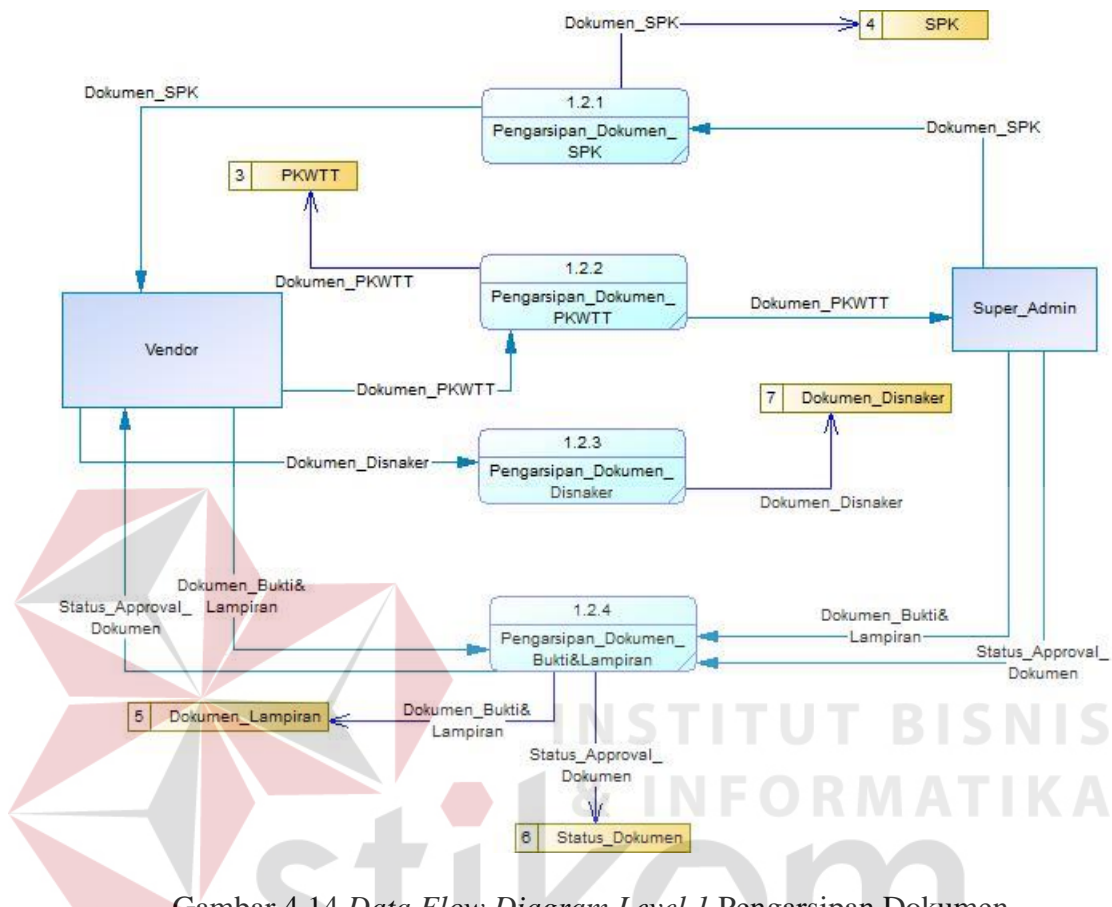 Dokumen_SPK
4 SPK
Dokumen_SPK
1.2.1
Pengarsipan_Dokumen_
SPK
Dokumen_SPK
3 PKWTT
Dokumen_PKWTT
1.2.2
Pengarsipan_Dokumen_
PKWTT
Dokumen_PKWTT
Super_Admin
Vendor
Dokumen_PKWTT
7 Dokumen_Disnaker
Dokumen_Disnaker
1.2.3
Pengarsipan_Dokumen_
Disnaker
Dokumen_Disnaker
Dokumen_Bukti&
Lampiran
Status_Approval_
Dokumen
1.2.4
Pengarsipan_Dokumen_
Bukti&Lampiran
Dokumen_Bukti&
Lampiran
Status_Approval_
Dokumen
5 Dokumen_Lampiran
Dokumen_Bukti&
Lampiran
Status_Approval_
Dokumen
6 Status_Dokumen
INSTITUT BISNIS
& INFORMATIKA
stikom
Gambar 4.14 Data Flow Diagram Level 1 Pengarsipan Dokumen